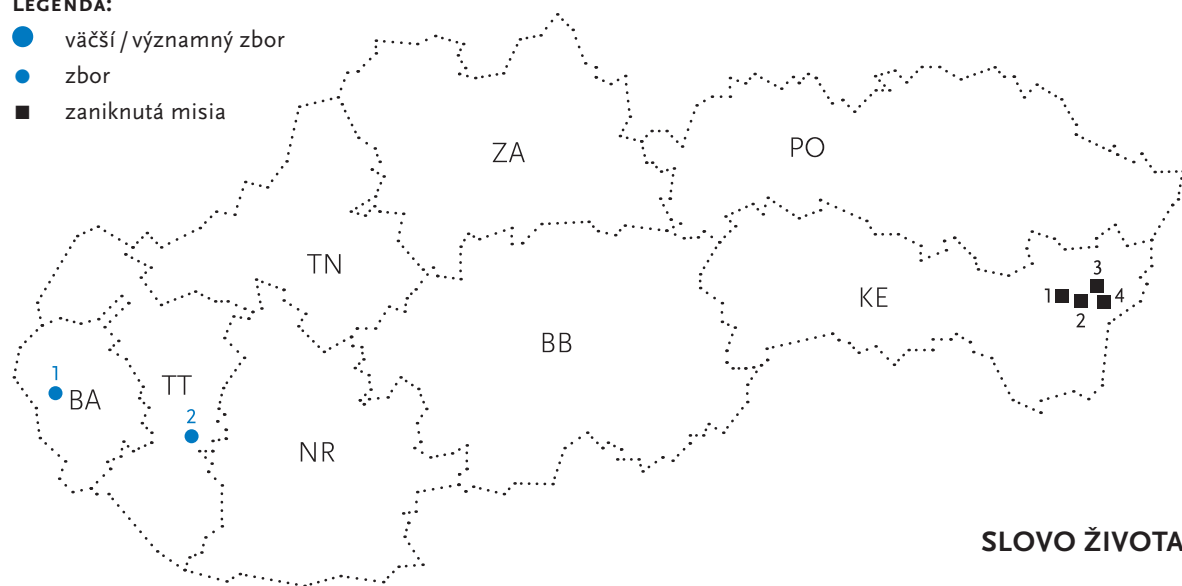 LEGENDA:
väčší / významný zbor
zbor
zaniknutá misia
ZA
PO
TN
KE
3
1
4
2
BB
1
BA
TT
2
NR
SLOVO ŽIVOTA